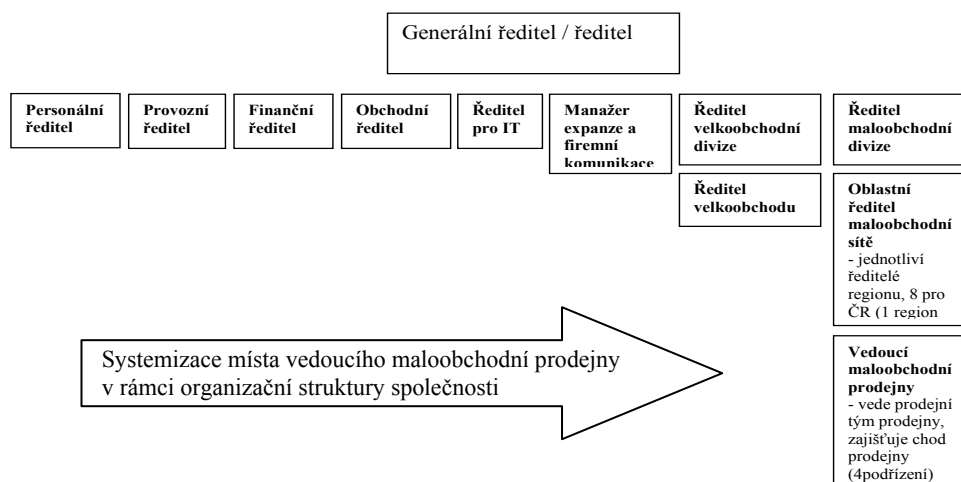 Generální ředitel / ředitel
Personální
ředitel
Provozní
ředitel
Finanční
ředitel
Obchodní
ředitel
Ředitel
pro IT
Manažer
expanze a
firemní
komunikace
Ředitel
velkoobchodní
divize
Ředitel
maloobchodní
divize
Ředitel
velkoobchodu
Oblastní
ředitel
maloobchodní
sítě
- jednotliví
ředitelé
regionu, 8 pro
ČR (1 region
Systemizace místa vedoucího maloobchodní prodejny
v rámci organizační struktury společnosti
Vedoucí
maloobchodní
prodejny
- vede prodejní
tým prodejny,
zajišťuje chod
prodejny
(4podřízení)